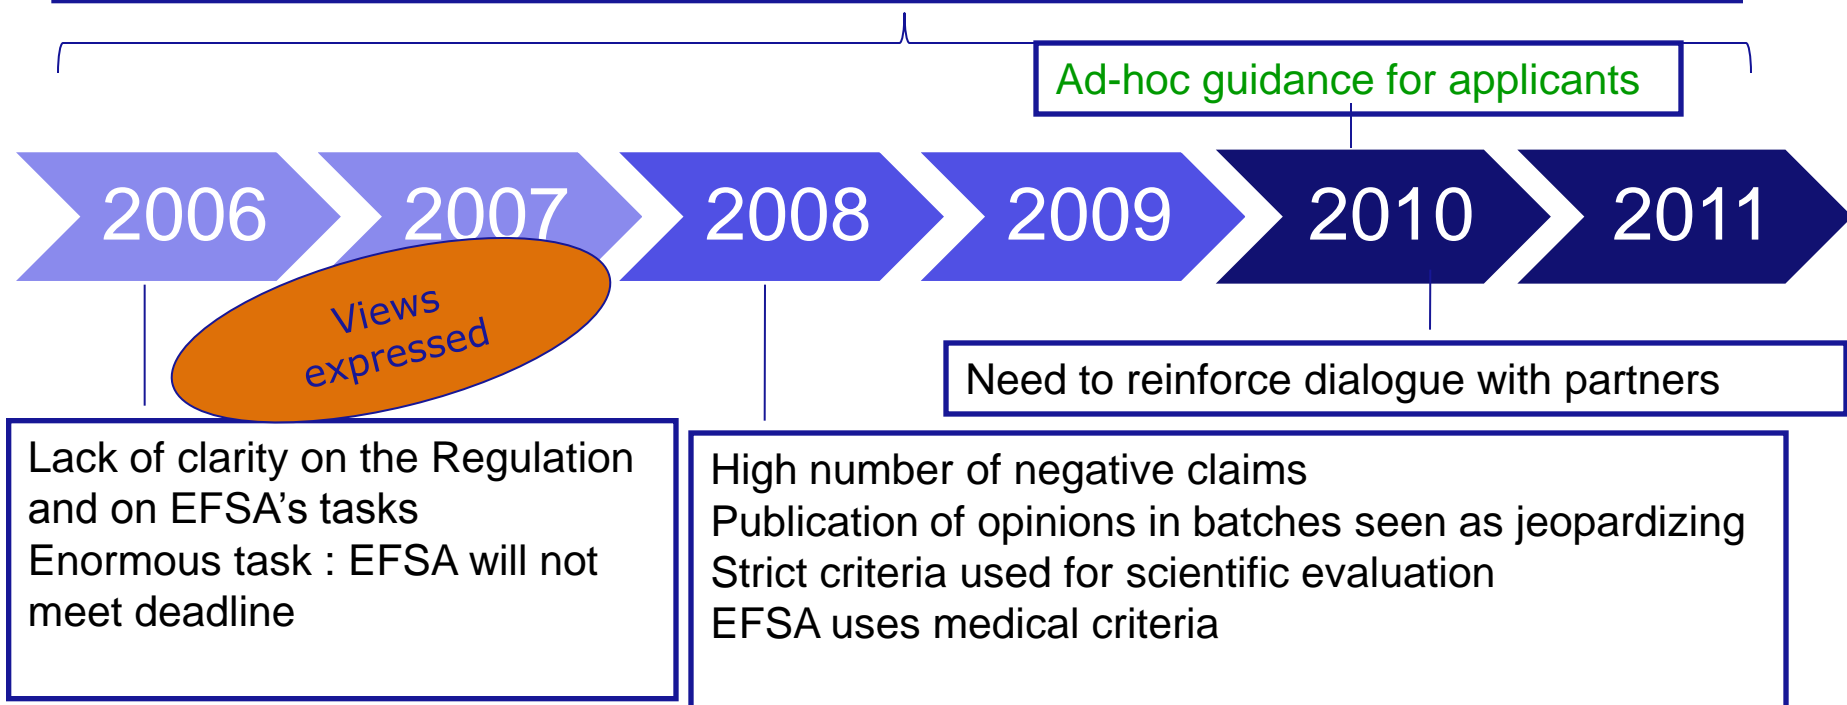 Ad-hoc guidance for applicants
2006
2007
2008
2009
2010
2011
Views
expressed
Need to reinforce dialogue with partners
Lack of clarity on the Regulation
and on EFSA’s tasks
Enormous task : EFSA will not
meet deadline
High number of negative claims
Publication of opinions in batches seen as jeopardizing
Strict criteria used for scientific evaluation
EFSA uses medical criteria